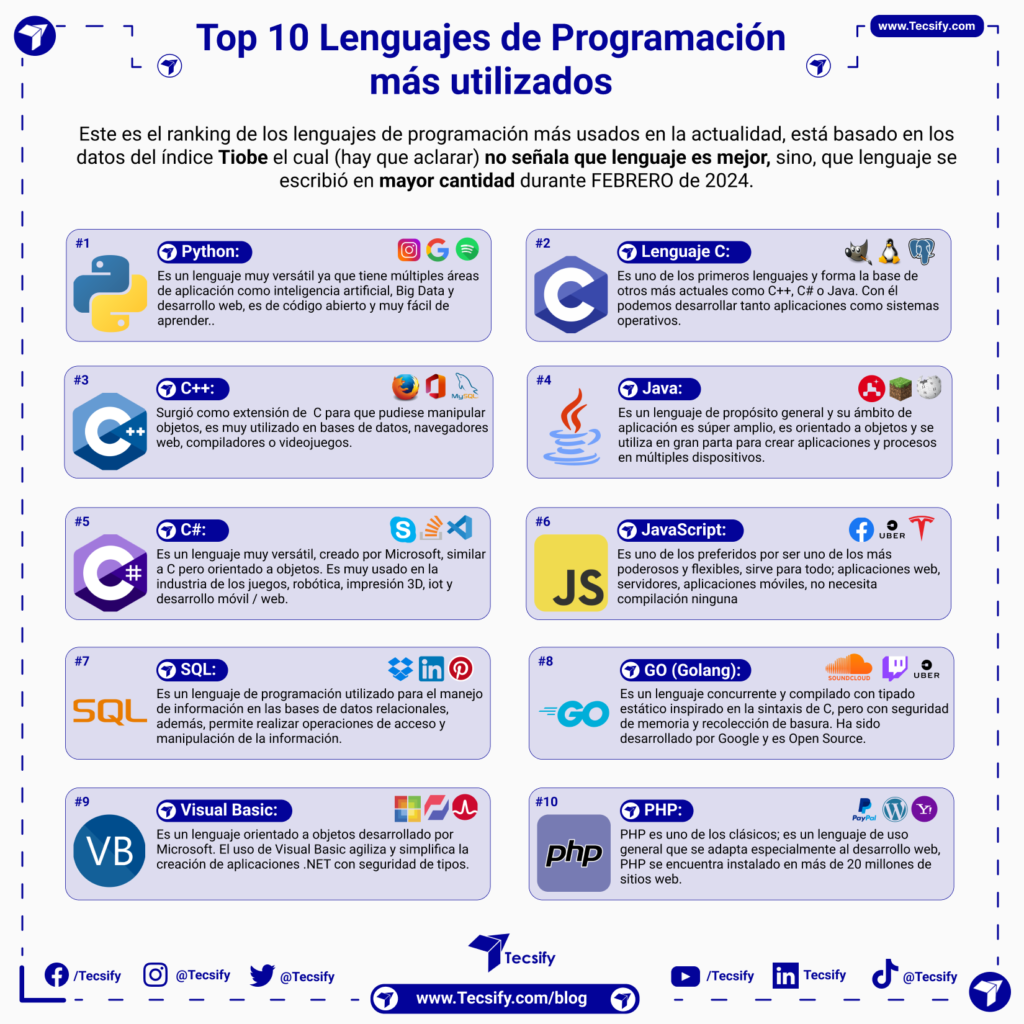 www.Tecsify.com
Top 10 Lenguajes de Programación
más utilizados
Este es el ranking de los lenguajes de programación más usados en la actualidad, está basado en los
datos del índice Tiobe el cual (hay que aclarar) no señala que lenguaje es mejor, sino, que lenguaje se
escribió en mayor cantidad durante FEBRERO de 2024.
#1
Python:
Es un lenguaje muy versátil ya que tiene múltiples áreas
de aplicación como inteligencia artificial, Big Data y
desarrollo web, es de código abierto y muy fácil de
aprender..
#2
Lenguaje C:
C
Es uno de los primeros lenguajes y forma la base de
otros más actuales como C++, C# o Java. Con él
podemos desarrollar tanto aplicaciones como sistemas
operativos.
#3
C++:
MySQL
C++
Surgió como extensión de C para que pudiese manipular
objetos, es muy utilizado en bases de datos, navegadores
web, compiladores o videojuegos.
#4
Java:
Es un lenguaje de propósito general y su ámbito de
aplicación es súper amplio, es orientado a objetos y se
utiliza en gran parte para crear aplicaciones y procesos
en múltiples dispositivos.
#5
C#:
C#
Es un lenguaje muy versátil, creado por Microsoft, similar
a C pero orientado a objetos. Es muy usado en la
industria de los juegos, robótica, impresión 3D, iot y
desarrollo móvil / web.
#6
JavaScript:
UBER
JS
Es uno de los preferidos por ser uno de los más
poderosos y flexibles, sirve para todo; aplicaciones web,
servidores, aplicaciones móviles, no necesita
compilación ninguna
#7
SQL:
in
SQL
Es un lenguaje de programación utilizado para el manejo
de información en las bases de datos relacionales,
además, permite realizar operaciones de acceso y
manipulación de la información.
#8
GO (Golang):
SOUNDCLOUD
UBER
GO
Es un lenguaje concurrente y compilado con tipado
estático inspirado en la sintaxis de C, pero con seguridad
de memoria y recolección de basura. Ha sido
desarrollado por Google y es Open Source.
#9
Visual Basic:
VB
Es un lenguaje orientado a objetos desarrollado por
Microsoft. El uso de Visual Basic agiliza y simplifica la
creación de aplicaciones .NET con seguridad de tipos.
#10
PHP:
PayPal
php
PHP es uno de los clásicos; es un lenguaje de uso
general que se adapta especialmente al desarrollo web,
PHP se encuentra instalado en más de 20 millones de
sitios web.
Tecsify
/Tecsify
@Tecsify
@Tecsify
www.Tecsify.com/blog
/Tecsify
in Tecsify
@Tecsify